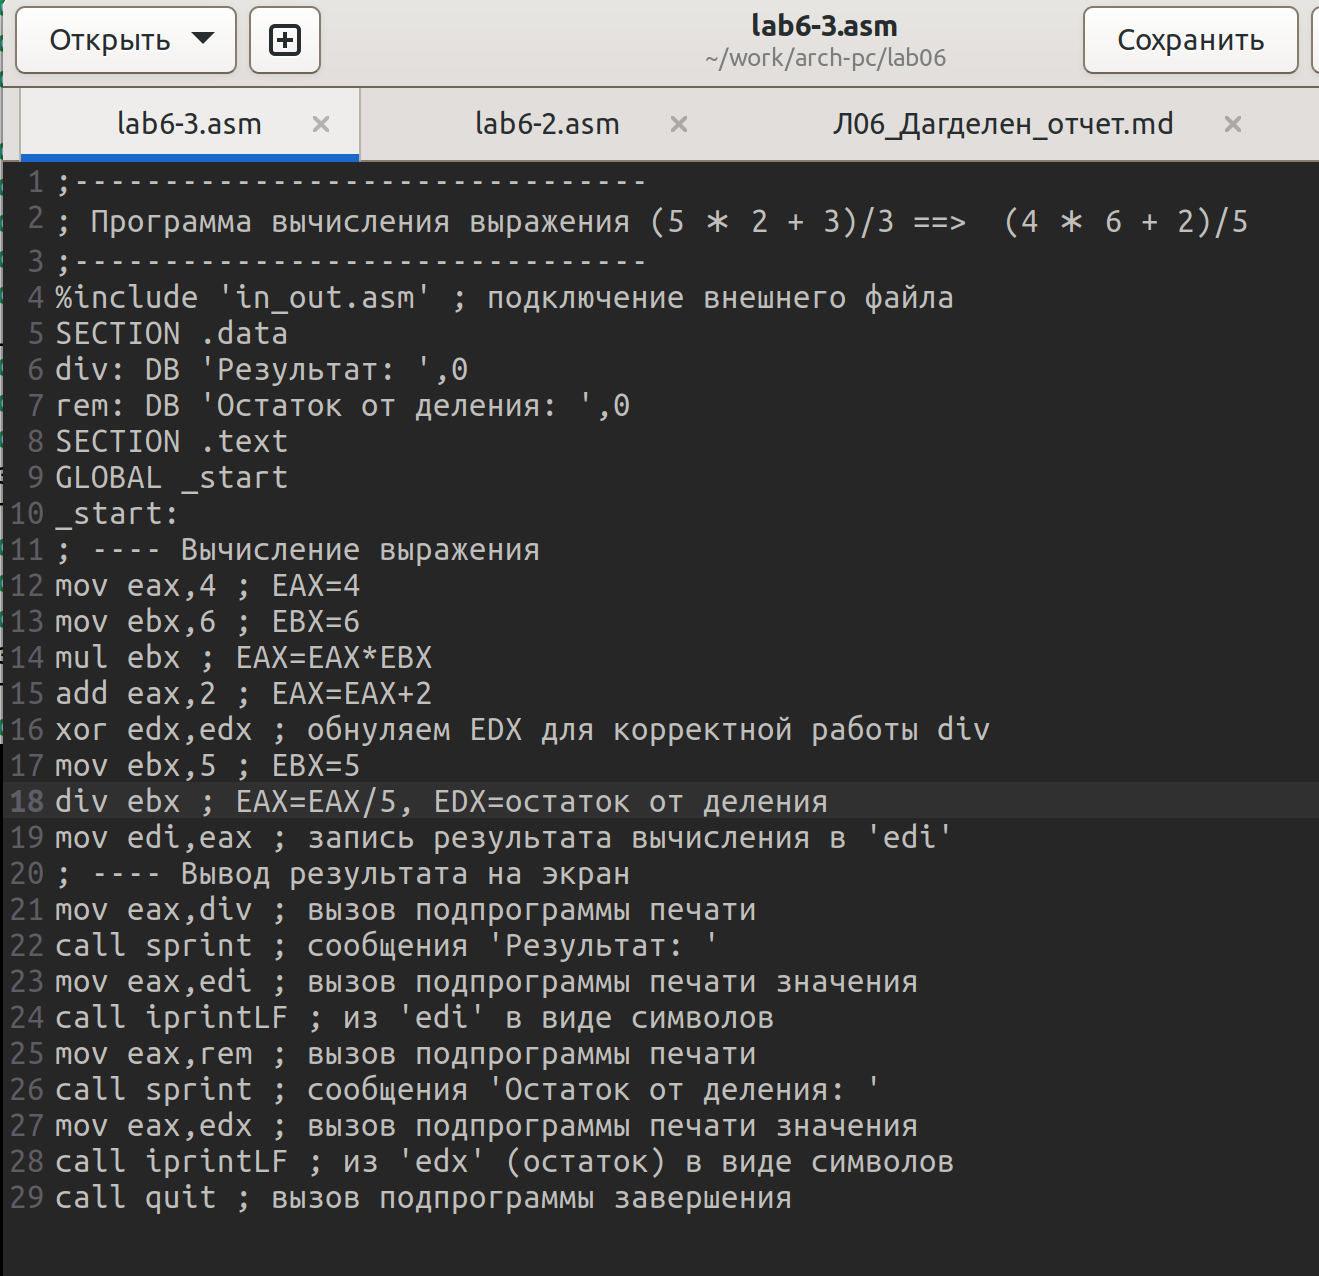 Открыть
lab6-3.asm
~/work/arch-pc/lab06
Сохранить
lab6-3.asm
lab6-2.asm
Л06_Дагделен_отчет.md
1 ;--------------------------------
2 ; Программа вычисления выражения (5 * 2 + 3)/3 ==>  (4 * 6 + 2)/5
3 ;--------------------------------
4 %include 'in_out.asm' ; подключение внешнего файла
5 SECTION .data
6 div: DB 'Результат: ',0
7 rem: DB 'Остаток от деления: ',0
8 SECTION .text
9 GLOBAL _start
10 _start:
11 ; ---- Вычисление выражения
12 mov eax,4 ; EAX=4
13 mov ebx,6 ; EBX=6
14 mul ebx ; EAX=EAX*EBX
15 add eax,2 ; EAX=EAX+2
16 xor edx,edx ; обнуляем EDX для корректной работы div
17 mov ebx,5 ; EBX=5
18 div ebx ; EAX=EAX/5, EDX=остаток от деления
19 mov edi,eax ; запись результата вычисления в 'edi'
20 ; ---- Вывод результата на экран
21 mov eax,div ; вызов подпрограммы печати
22 call sprint ; сообщения 'Результат: '
23 mov eax,edi ; вызов подпрограммы печати значения
24 call iprintLF ; из 'edi' в виде символов
25 mov eax,rem ; вызов подпрограммы печати
26 call sprint ; сообщения 'Остаток от деления: '
27 mov eax,edx ; вызов подпрограммы печати значения
28 call iprintLF ; из 'edx' (остаток) в виде символов
29 call quit ; вызов подпрограммы завершения